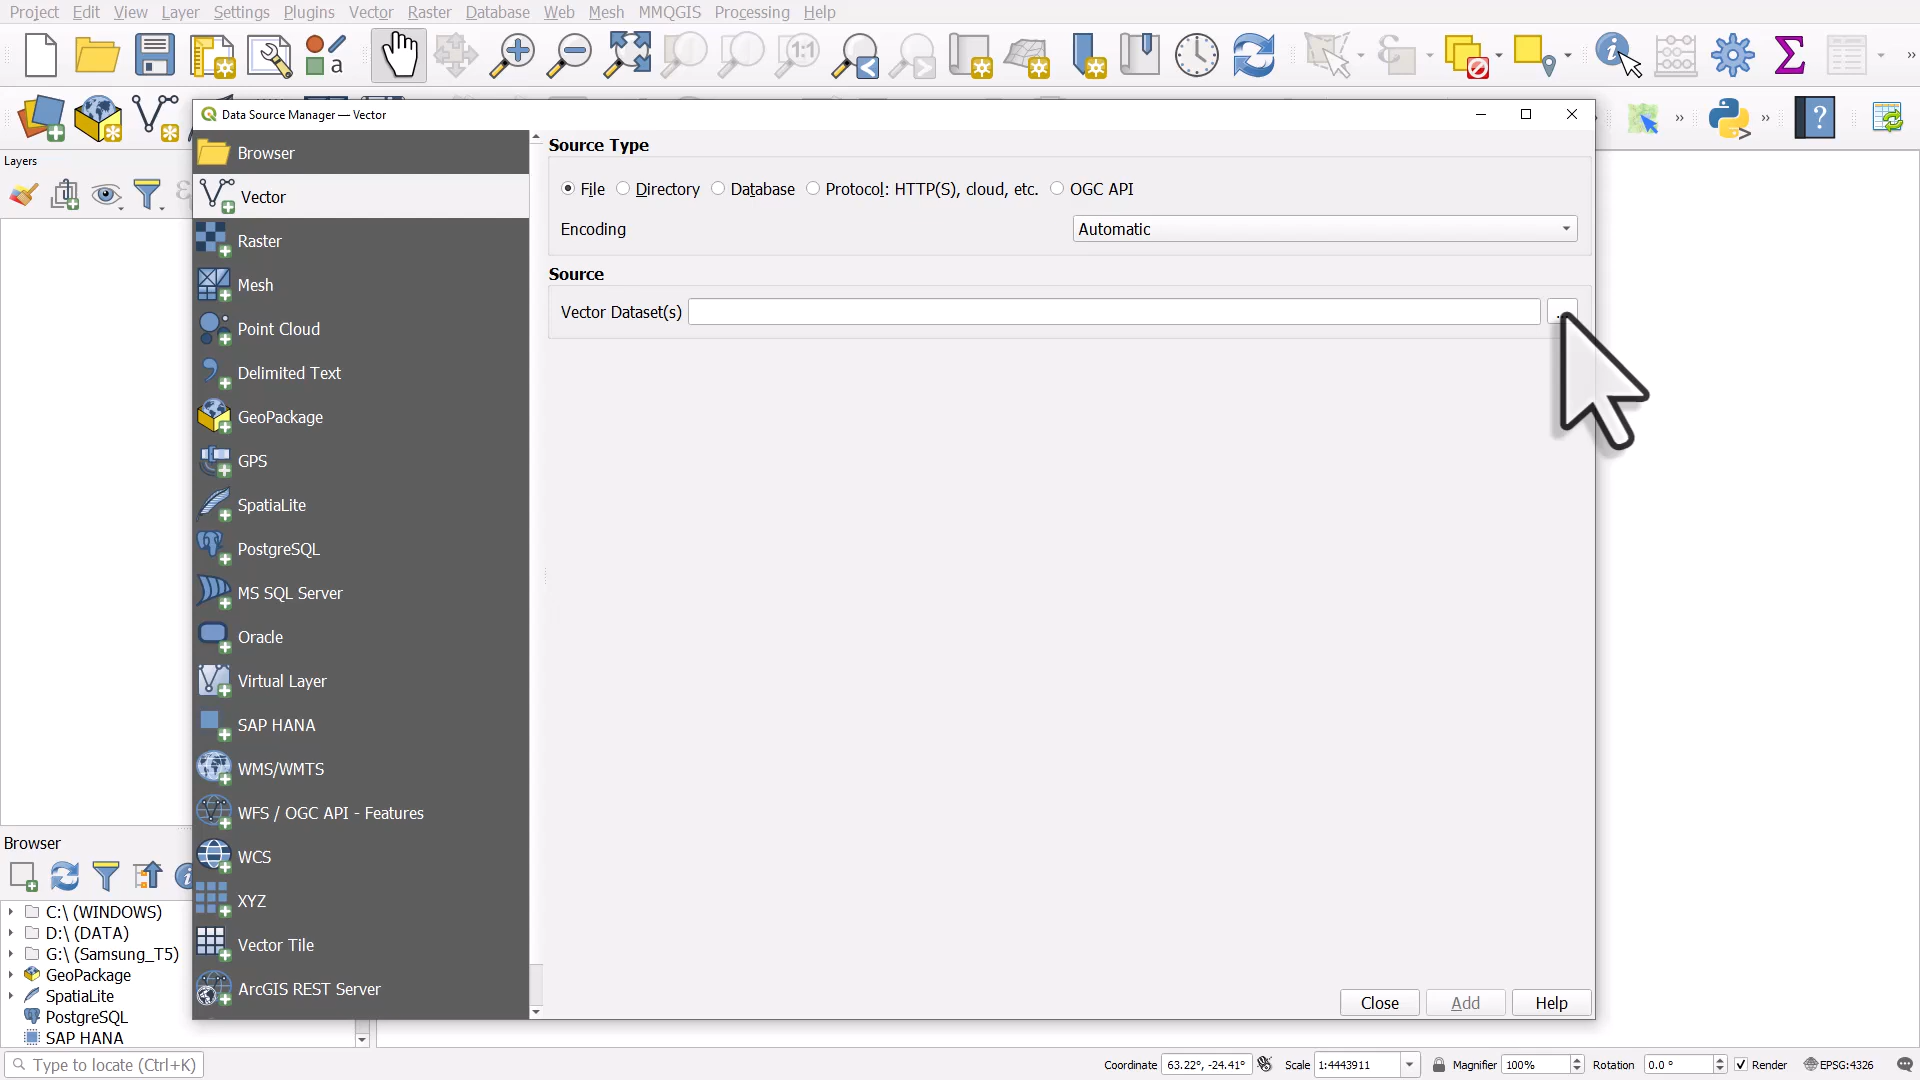 Project Edit View Layer Settings Plugins Vector Raster Database Web Mesh MMQGIS Processing Help
Data Source Manager — Vector
Layers
Browser
Vector
Raster
Mesh
Point Cloud
Delimited Text
GeoPackage
GPS
SpatiaLite
PostgreSQL
MS SQL Server
Oracle
Virtual Layer
SAP HANA
WMS/WMTS
WFS / OGC API - Features
WCS
XYZ
Vector Tile
ArcGIS REST Server
Source Type
File Directory Database Protocol: HTTP(S), cloud, etc. OGC API
Encoding Automatic
Source
Vector Dataset(s)
Close Add Help
Browser
C:\ (WINDOWS)
D:\ (DATA)
G:\ (Samsung_T5)
GeoPackage
SpatiaLite
PostgreSQL
SAP HANA
Type to locate (Ctrl+K)
Coordinate 63.22°, -24.41° Scale 1:4443911 Magnifier 100% Rotation 0.0 ° Render EPSG:4326